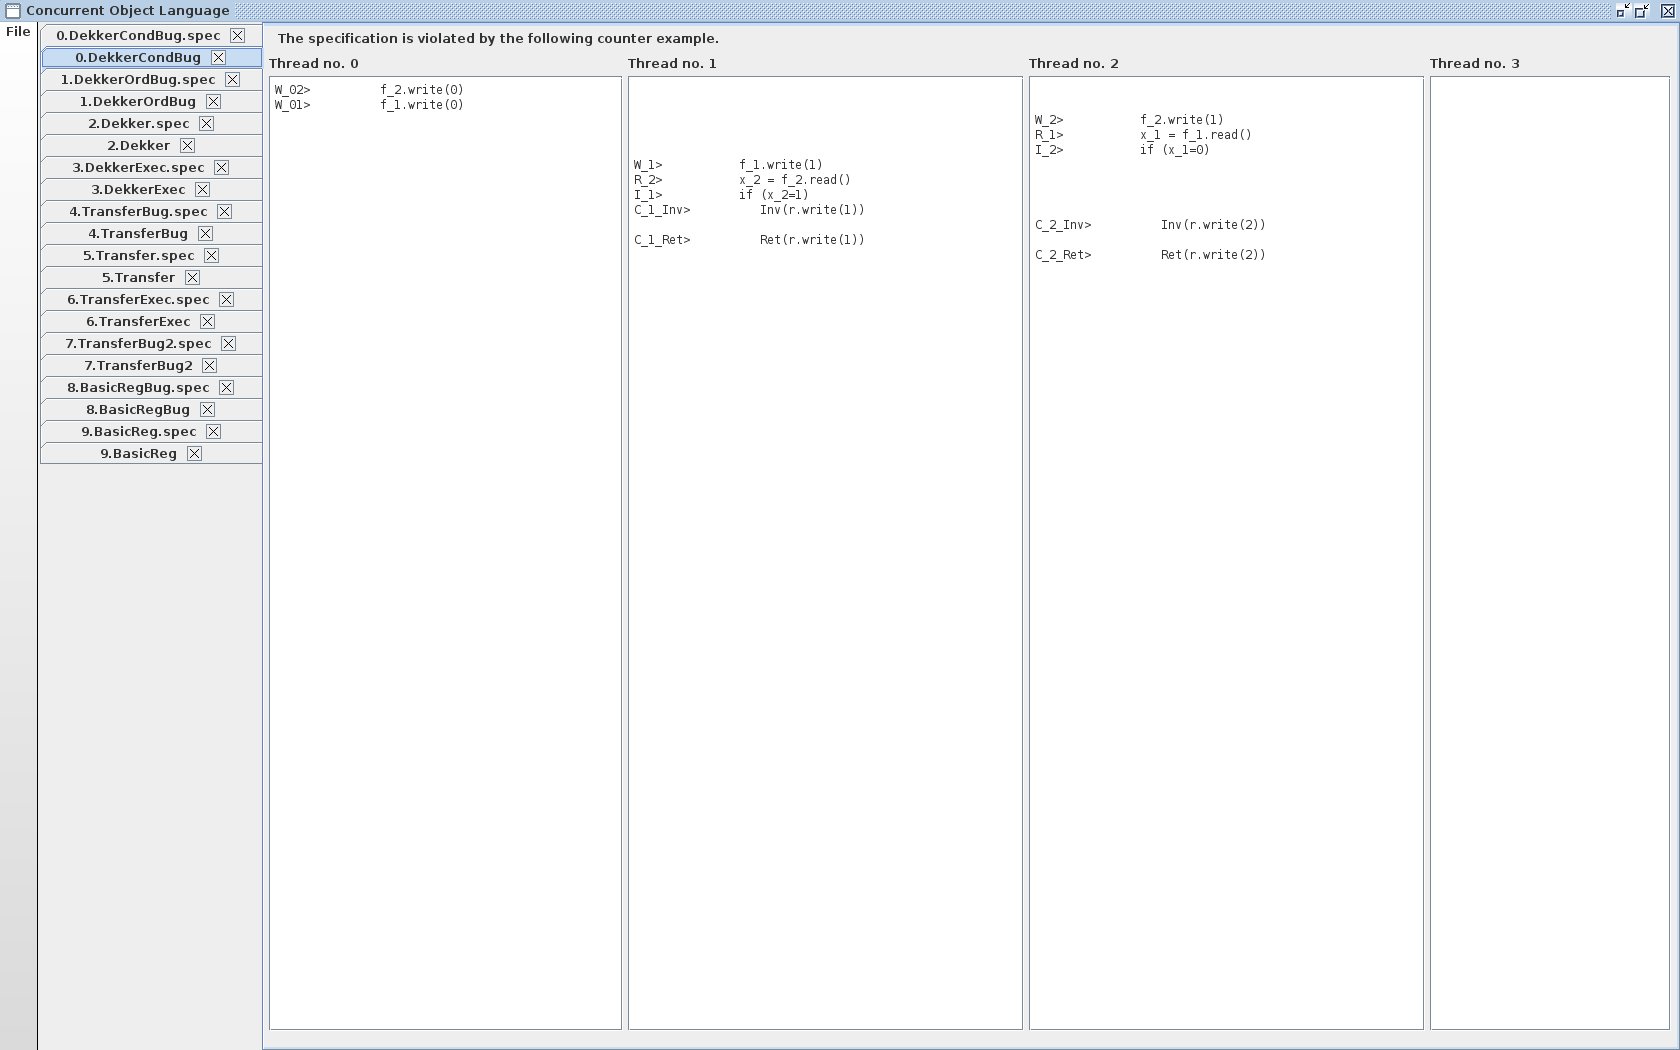 Concurrent Object Language
File
0.DekkerCondBug.spec
0.DekkerCondBug
1.DekkerOrdBug.spec
1.DekkerOrdBug
2.Dekker.spec
2.Dekker
3.DekkerExec.spec
3.DekkerExec
4.TransferBug.spec
4.TransferBug
5.Transfer.spec
5.Transfer
6.TransferExec.spec
6.TransferExec
7.TransferBug2.spec
7.TransferBug2
8.BasicRegBug.spec
8.BasicRegBug
9.BasicReg.spec
9.BasicReg
The specification is violated by the following counter example.
Thread no. 0
W_02> f_2.write(0)
W_01> f_1.write(0)
Thread no. 1
W_1> f_1.write(1)
R_2> x_2 = f_2.read()
I_1> if (x_2=1)
C_1_Inv> Inv(r.write(1))
C_1_Ret> Ret(r.write(1))
Thread no. 2
W_2> f_2.write(1)
R_1> x_1 = f_1.read()
I_2> if (x_1=0)
C_2_Inv> Inv(r.write(2))
C_2_Ret> Ret(r.write(2))
Thread no. 3